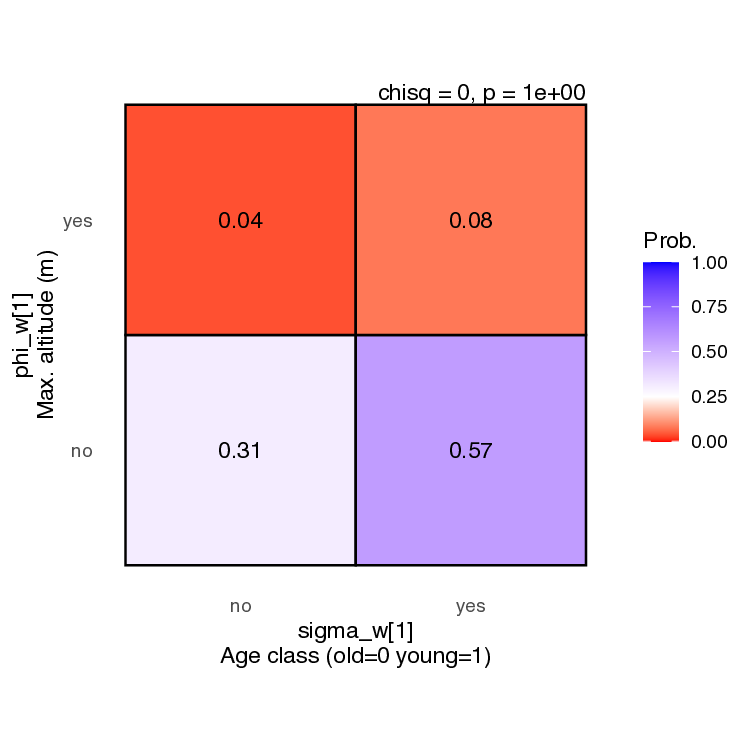 chisq = 0, p = 1e+00
yes
0.04
0.08
phi_w[1]
Max. altitude (m)
no
0.31
0.57
no
yes
sigma_w[1]
Age class (old=0 young=1)
Prob.
1.00
0.75
0.50
0.25
0.00